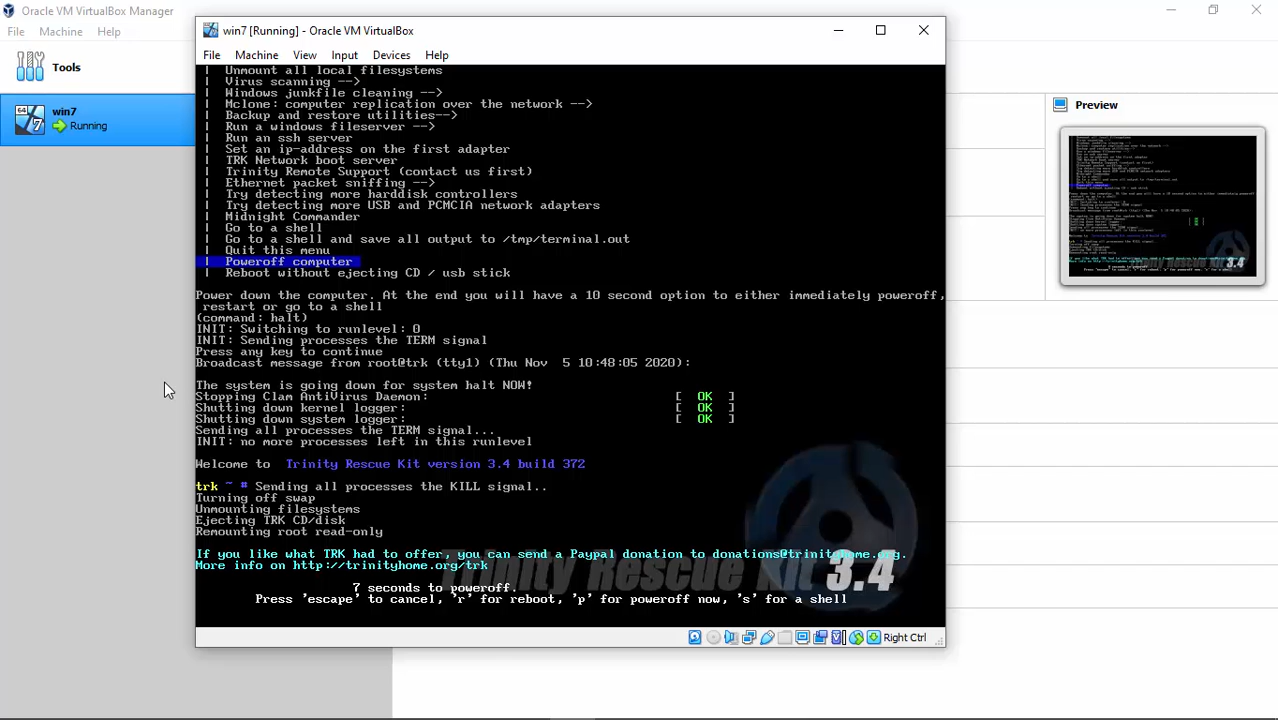 Oracle VM VirtualBox Manager
File Machine Help
Tools
64
7
win7
Running
Preview
win7 [Running] - Oracle VM VirtualBox
File Machine View Input Devices Help
| Unmount all local filesystems
| Virus scanning -->
| Windows junkfile cleaning -->
| Mclone: computer replication over the network -->
| Backup and restore utilities-->
| Run a windows fileserver -->
| Run an ssh server
| Set an ip-address on the first adapter
| TRK Network boot server
| Trinity Remote Support (contact us first)
| Ethernet packet sniffing -->
| Try detecting more harddisk controllers
| Try detecting more USB and PCMCIA network adapters
| Midnight Commander
| Go to a shell
| Go to a shell and save all output to /tmp/terminal.out
| Quit this menu
| Poweroff computer
| Reboot without ejecting CD / usb stick
Power down the computer. At the end you will have a 10 second option to either immediately poweroff,
restart or go to a shell
(command: halt)
INIT: Switching to runlevel: 0
INIT: Sending processes the TERM signal
Press any key to continue
Broadcast message from root@trk (tty1) (Thu Nov  5 10:48:05 2020):
The system is going down for system halt NOW!
Stopping Clam AntiVirus Daemon: [ OK ]
Shutting down kernel logger: [ OK ]
Shutting down system logger: [ OK ]
Sending all processes the TERM signal...
INIT: no more processes left in this runlevel
Welcome to Trinity Rescue Kit version 3.4 build 372
trk ~ # Sending all processes the KILL signal..
Turning off swap
Unmounting filesystems
Ejecting TRK CD/disk
Remounting root read-only
If you like what TRK had to offer, you can send a Paypal donation to donations@trinityhome.org.
More info on http://trinityhome.org/trk
Trinity Rescue Kit 3.4
7 seconds to poweroff.
Press 'escape' to cancel, 'r' for reboot, 'p' for poweroff now, 's' for a shell
Right Ctrl